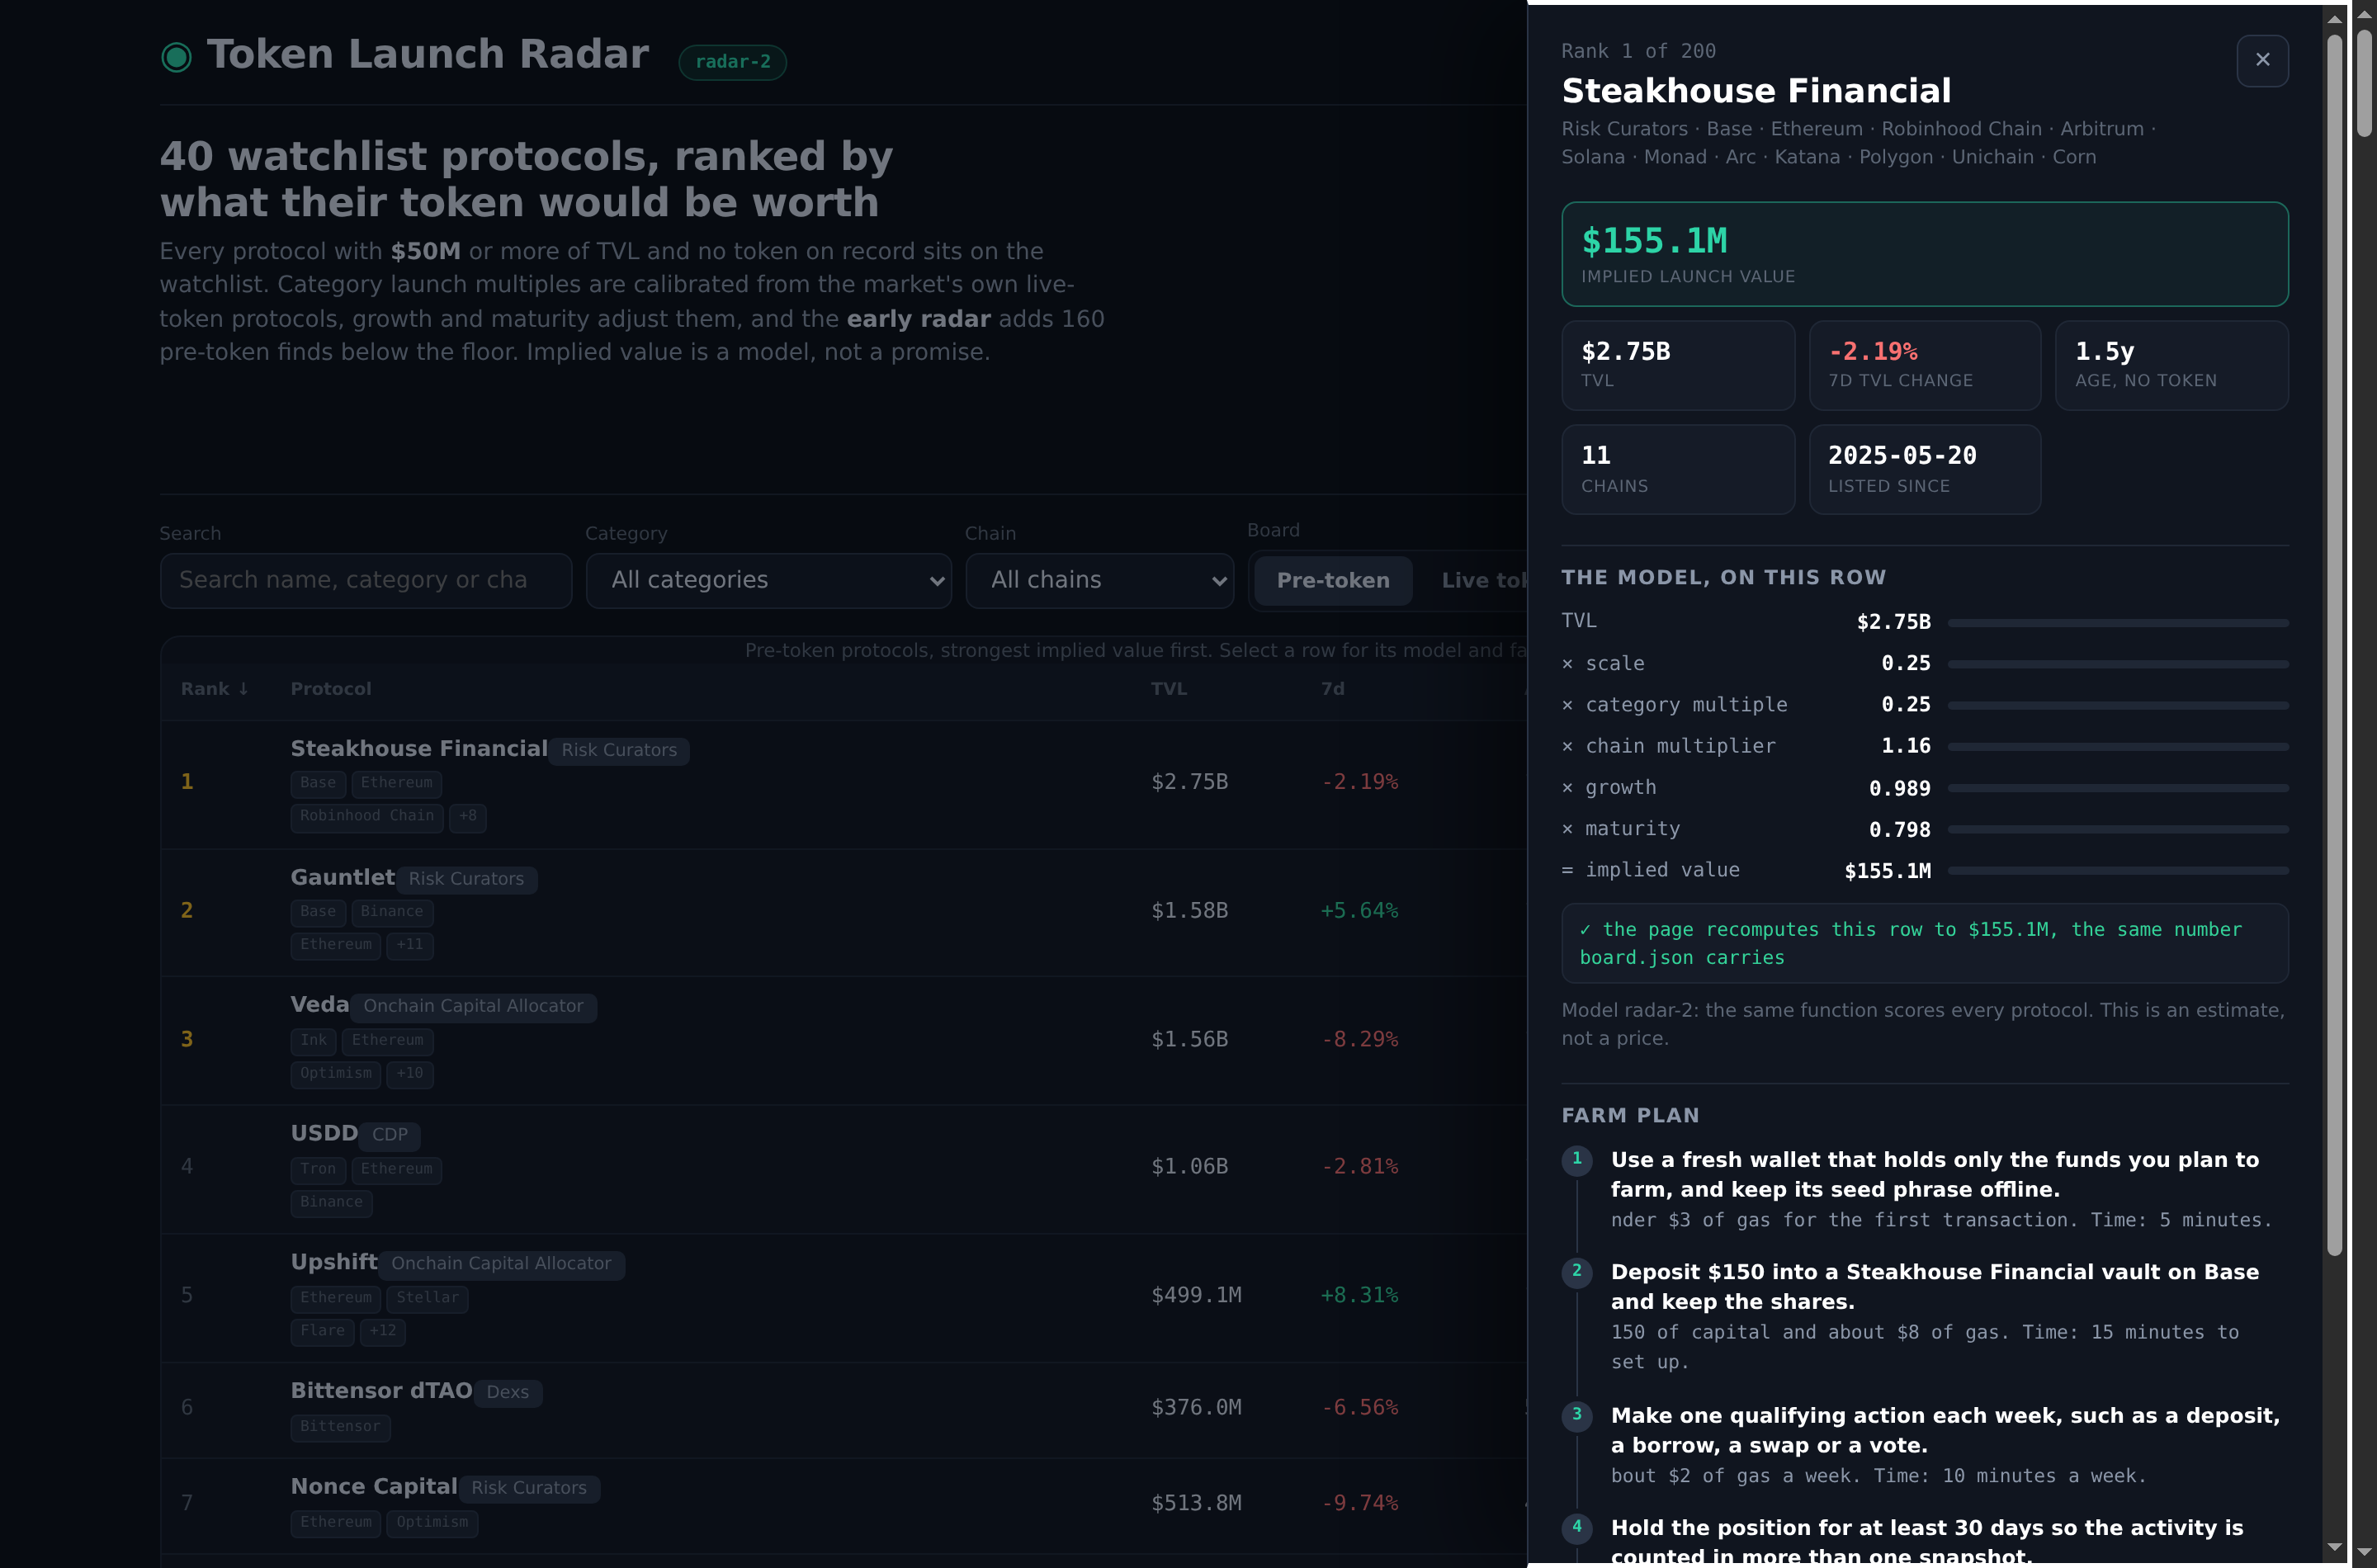 ◉ Token Launch Radar radar-2
40 watchlist protocols, ranked by
what their token would be worth
Every protocol with $50M or more of TVL and no token on record sits on the
watchlist. Category launch multiples are calibrated from the market's own live-
token protocols, growth and maturity adjust them, and the early radar adds 160
pre-token finds below the floor. Implied value is a model, not a promise.
Search Category Chain Board
Search name, category or cha All categories All chains Pre-token Live tok
Pre-token protocols, strongest implied value first. Select a row for its model and fa
Rank ↓ Protocol TVL 7d
Steakhouse Financial Risk Curators
1 Base Ethereum $2.75B -2.19%
Robinhood Chain +8
Gauntlet Risk Curators
2 Base Binance $1.58B +5.64%
Ethereum +11
Veda Onchain Capital Allocator
3 Ink Ethereum $1.56B -8.29%
Optimism +10
USDD CDP
4 Tron Ethereum $1.06B -2.81%
Binance
Upshift Onchain Capital Allocator
5 Ethereum Stellar $499.1M +8.31%
Flare +12
Bittensor dTAO Dexs
6 $376.0M -6.56%
Bittensor
Nonce Capital Risk Curators
7 $513.8M -9.74%
Ethereum Optimism
Rank 1 of 200
✕
Steakhouse Financial
Risk Curators · Base · Ethereum · Robinhood Chain · Arbitrum ·
Solana · Monad · Arc · Katana · Polygon · Unichain · Corn
$155.1M
IMPLIED LAUNCH VALUE
$2.75B -2.19% 1.5y
TVL 7D TVL CHANGE AGE, NO TOKEN
11 2025-05-20
CHAINS LISTED SINCE
THE MODEL, ON THIS ROW
TVL $2.75B
× scale 0.25
× category multiple 0.25
× chain multiplier 1.16
× growth 0.989
× maturity 0.798
= implied value $155.1M
✓ the page recomputes this row to $155.1M, the same number
board.json carries
Model radar-2: the same function scores every protocol. This is an estimate,
not a price.
FARM PLAN
1 Use a fresh wallet that holds only the funds you plan to
farm, and keep its seed phrase offline.
nder $3 of gas for the first transaction. Time: 5 minutes.
2 Deposit $150 into a Steakhouse Financial vault on Base
and keep the shares.
150 of capital and about $8 of gas. Time: 15 minutes to
set up.
3 Make one qualifying action each week, such as a deposit,
a borrow, a swap or a vote.
bout $2 of gas a week. Time: 10 minutes a week.
4 Hold the position for at least 30 days so the activity is
counted in more than one snapshot.